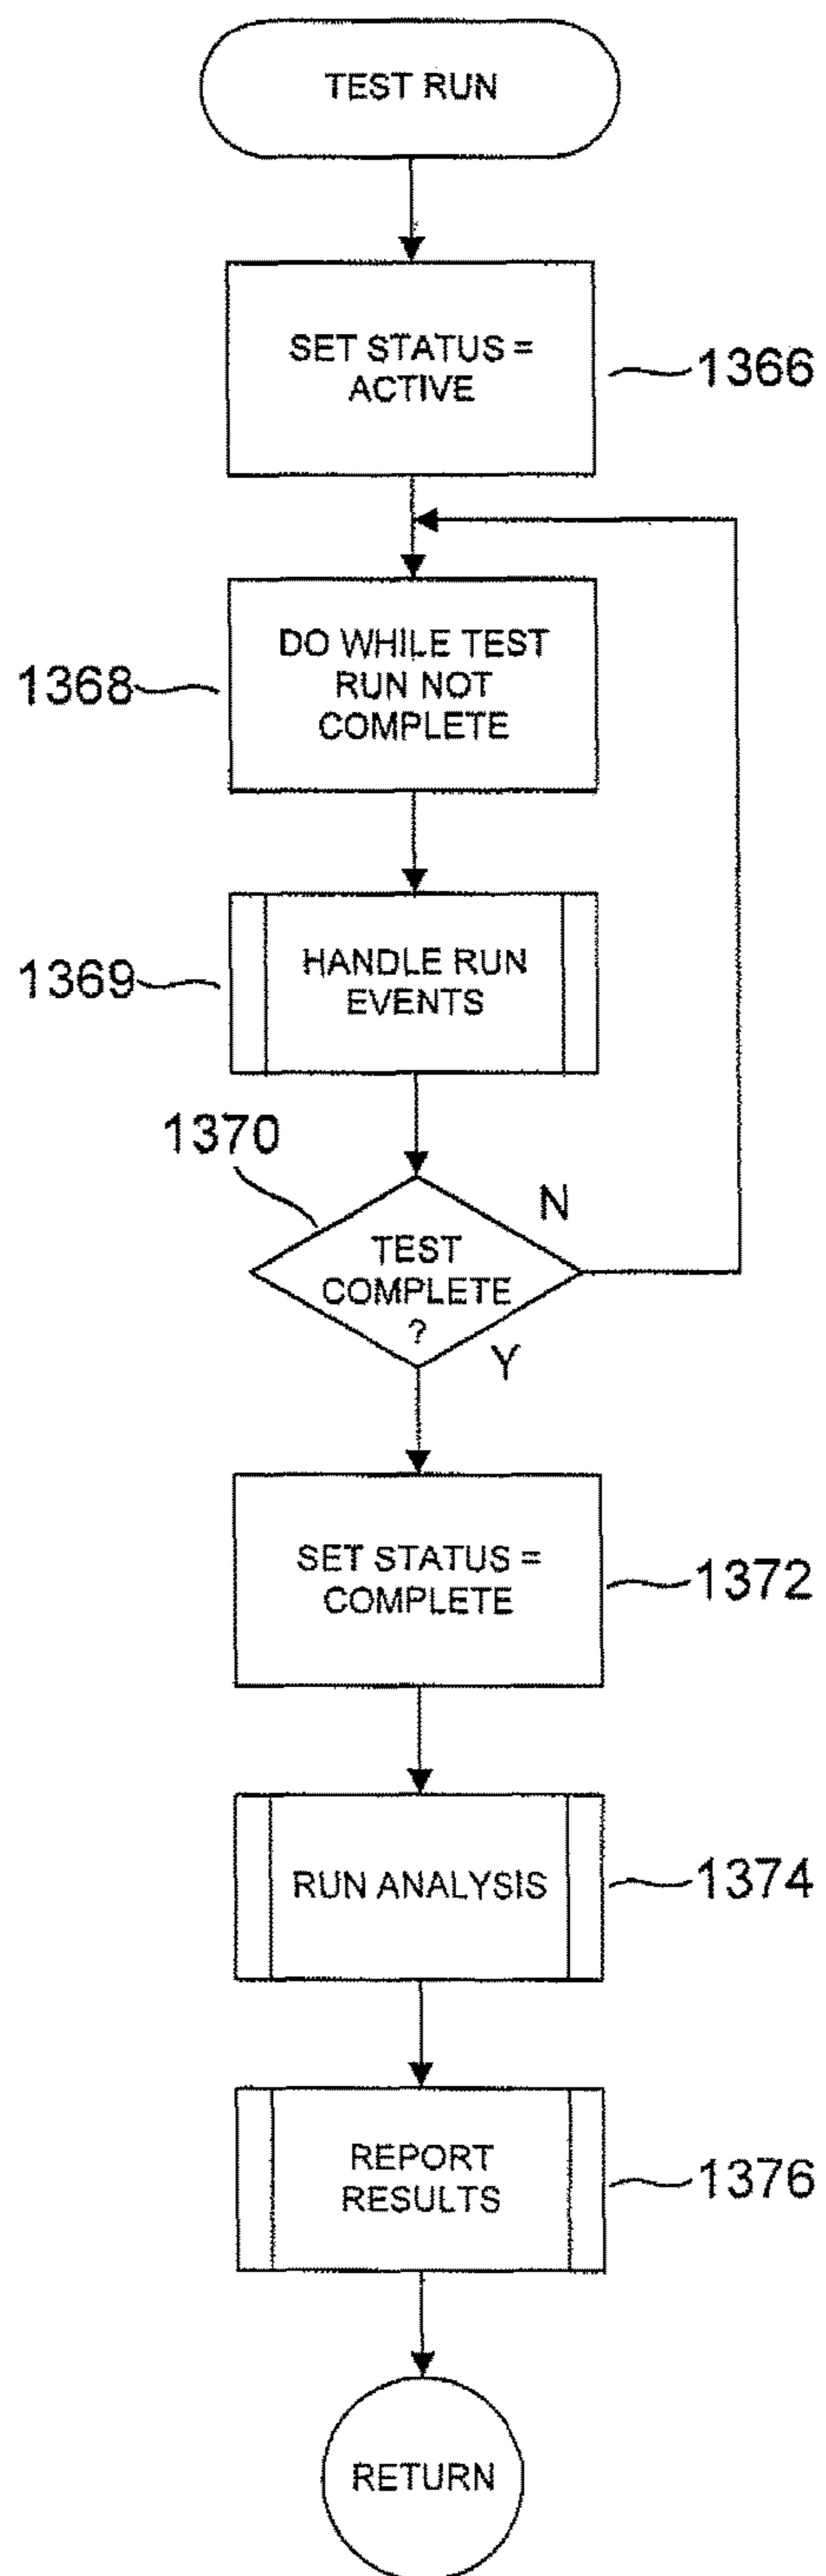 TEST RUN
SET STATUS =
ACTIVE
1366
DO WHILE TEST
RUN NOT
COMPLETE
1368
HANDLE RUN
EVENTS
1369
1370
N
TEST
COMPLETE
?
Y
SET STATUS =
COMPLETE
1372
RUN ANALYSIS
1374
REPORT
RESULTS
1376
RETURN